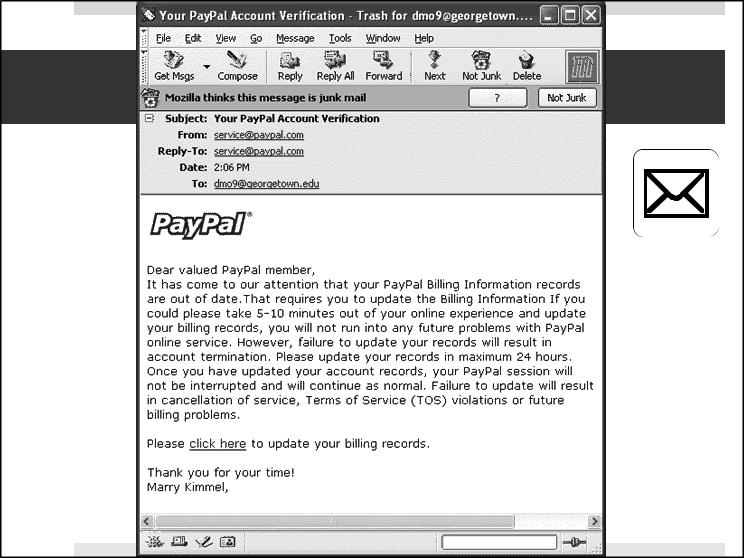 Your PayPal Account Verification - Trash for dmo9@georgetown....
File Edit View Go Message Tools Window Help
Get Msgs Compose Reply Reply All Forward Next Not Junk Delete
Mozilla thinks this message is junk mail ? Not Junk
Subject: Your PayPal Account Verification
From: service@paypal.com
Reply-To: service@paypal.com
Date: 2:06 PM
To: dmo9@georgetown.edu
PayPal®
Dear valued PayPal member,
It has come to our attention that your PayPal Billing Information records
are out of date.That requires you to update the Billing Information If you
could please take 5-10 minutes out of your online experience and update
your billing records, you will not run into any future problems with PayPal
online service. However, failure to update your records will result in
account termination. Please update your records in maximum 24 hours.
Once you have updated your account records, your PayPal session will
not be interrupted and will continue as normal. Failure to update will result
in cancellation of service, Terms of Service (TOS) violations or future
billing problems.
Please click here to update your billing records.
Thank you for your time!
Marry Kimmel,